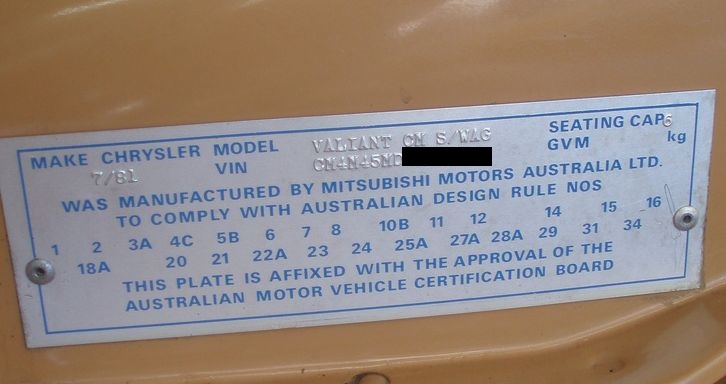 MAKE CHRYSLER MODEL VALIANT CM S/WAG SEATING CAP 6
7/81 VIN CM4M45MD GVM kg
WAS MANUFACTURED BY MITSUBISHI MOTORS AUSTRALIA LTD.
TO COMPLY WITH AUSTRALIAN DESIGN RULE NOS
1 2 3A 4C 5B 6 7 8 10B 11 12 14 15 16
18A 20 21 22A 23 24 25A 27A 28A 29 31 34
THIS PLATE IS AFFIXED WITH THE APPROVAL OF THE
AUSTRALIAN MOTOR VEHICLE CERTIFICATION BOARD